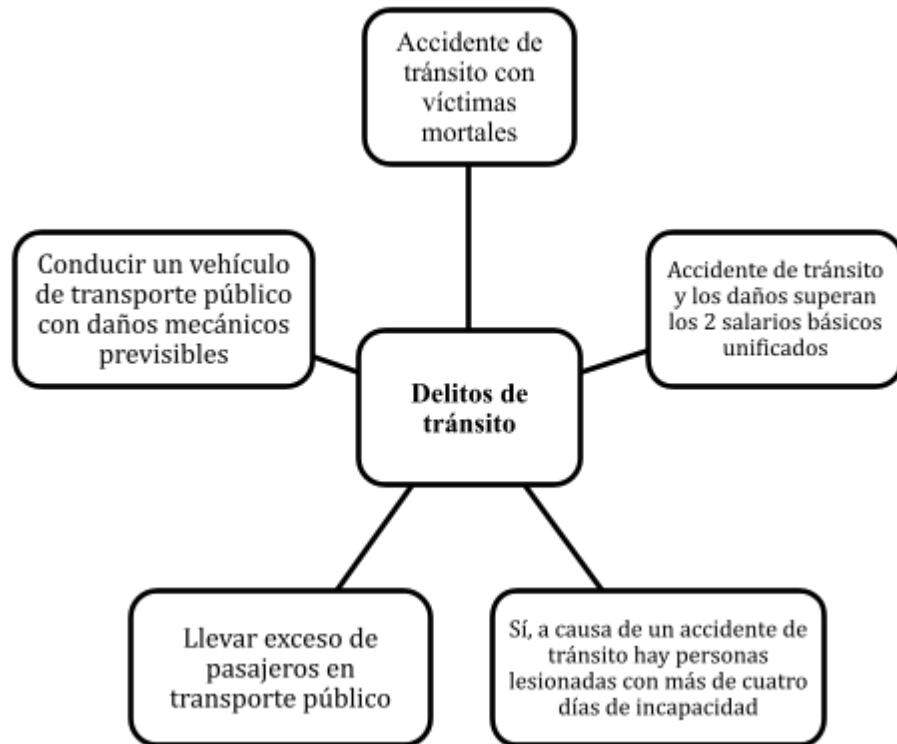 Accidente de
tránsito con
víctimas
mortales
Conducir un vehículo
de transporte público
con daños mecánicos
previsibles
Accidente de tránsito
y los daños superan
los 2 salarios básicos
unificados
Delitos de
tránsito
Llevar exceso de
pasajeros en
transporte público
Sí, a causa de un accidente de
tránsito hay personas
lesionadas con más de cuatro
días de incapacidad